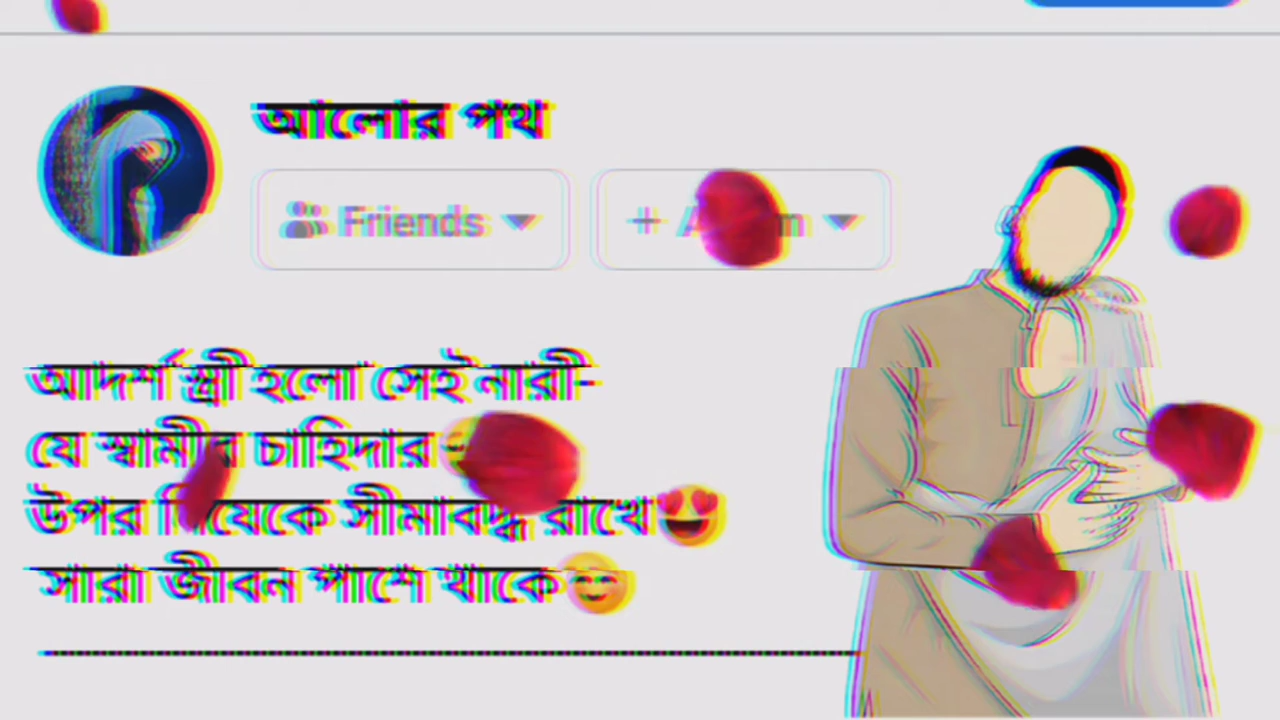 আলোর পথ
Friends
+
আদর্শ স্ত্রী হলো সেই নারী-
যে স্বামীর চাহিদার
উপর নিজেকে সীমাবদ্ধ রাখে😍
সারা জীবন পাশে থাকে😊